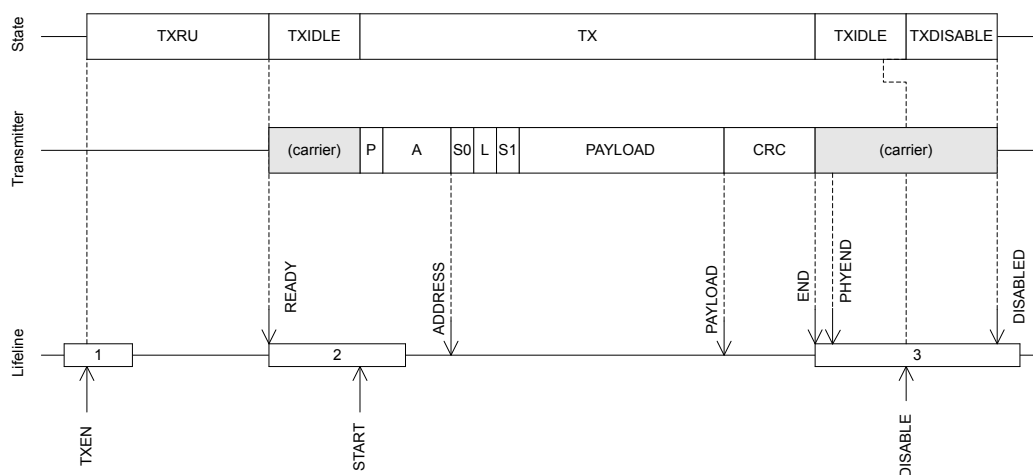 State
TXRU
TXIDLE
TX
TXIDLE
TXDISABLE
Transmitter
(carrier)
P
A
S0
L
S1
PAYLOAD
CRC
(carrier)
READY
ADDRESS
PAYLOAD
END
PHYEND
DISABLED
Lifeline
1
2
3
TXEN
START
DISABLE